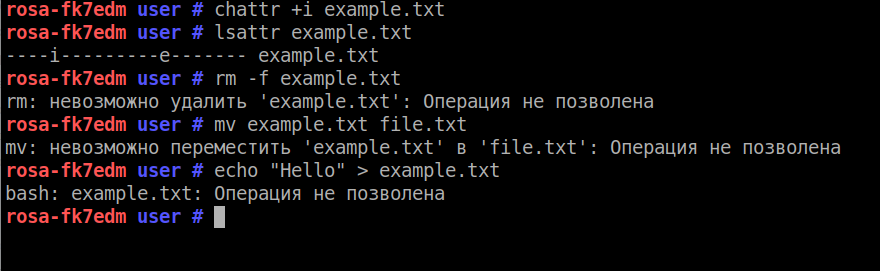 rosa-fk7edm user # chattr +i example.txt
rosa-fk7edm user # lsattr example.txt
----i---------e------- example.txt
rosa-fk7edm user # rm -f  example.txt
rm: невозможно удалить 'example.txt': Операция не позволена
rosa-fk7edm user # mv example.txt file.txt
mv: невозможно переместить 'example.txt' в 'file.txt': Операция не позволена
rosa-fk7edm user # echo "Hello" > example.txt
bash: example.txt: Операция не позволена
rosa-fk7edm user #